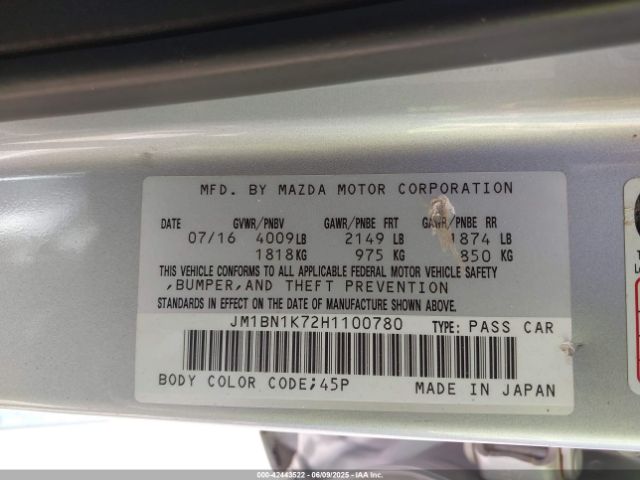 MFD. BY MAZDA MOTOR CORPORATION
DATE GVWR/PNBV GAWR/PNBE FRT GAWR/PNBE RR
07/16 4009LB 2149 LB 1874 LB
1818KG 975 KG 850 KG
THIS VEHICLE CONFORMS TO ALL APPLICABLE FEDERAL MOTOR VEHICLE SAFETY
,BUMPER,AND THEFT PREVENTION
STANDARDS IN EFFECT ON THE DATE OF MANUFACTURE SHOWN ABOVE.
JM1BN1K72H1100780 TYPE: PASS CAR
BODY COLOR CODE;45P MADE IN JAPAN
000-42443522 - 06/09/2025 - IAAI, Inc.